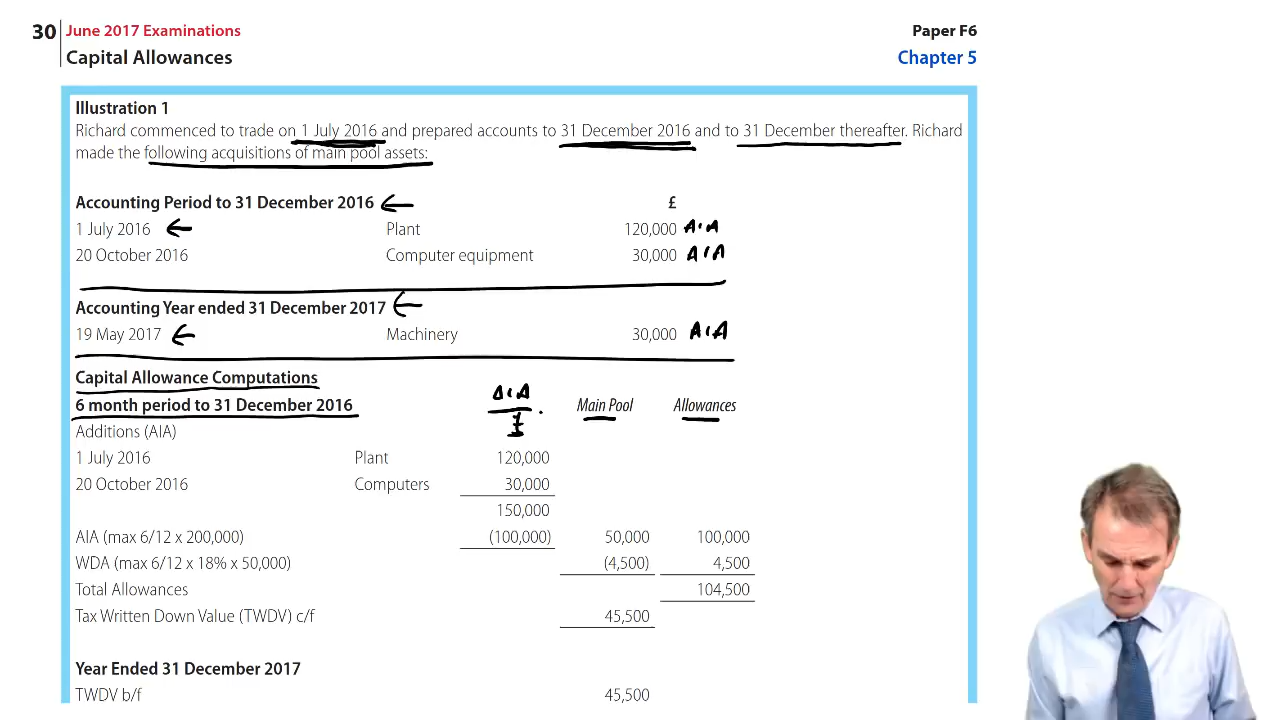 30 June 2017 Examinations Paper F6
Capital Allowances Chapter 5
Illustration 1
Richard commenced to trade on 1 July 2016 and prepared accounts to 31 December 2016 and to 31 December thereafter. Richard
made the following acquisitions of main pool assets:
Accounting Period to 31 December 2016 £
1 July 2016 Plant 120,000 AIA
20 October 2016 Computer equipment 30,000 AIA
Accounting Year ended 31 December 2017
19 May 2017 Machinery 30,000 AIA
Capital Allowance Computations
6 month period to 31 December 2016 AIA Main Pool Allowances
£
Additions (AIA)
1 July 2016 Plant 120,000
20 October 2016 Computers 30,000
150,000
AIA (max 6/12 x 200,000) (100,000) 50,000 100,000
WDA (max 6/12 x 18% x 50,000) (4,500) 4,500
Total Allowances 104,500
Tax Written Down Value (TWDV) c/f 45,500
Year Ended 31 December 2017
TWDV b/f 45,500